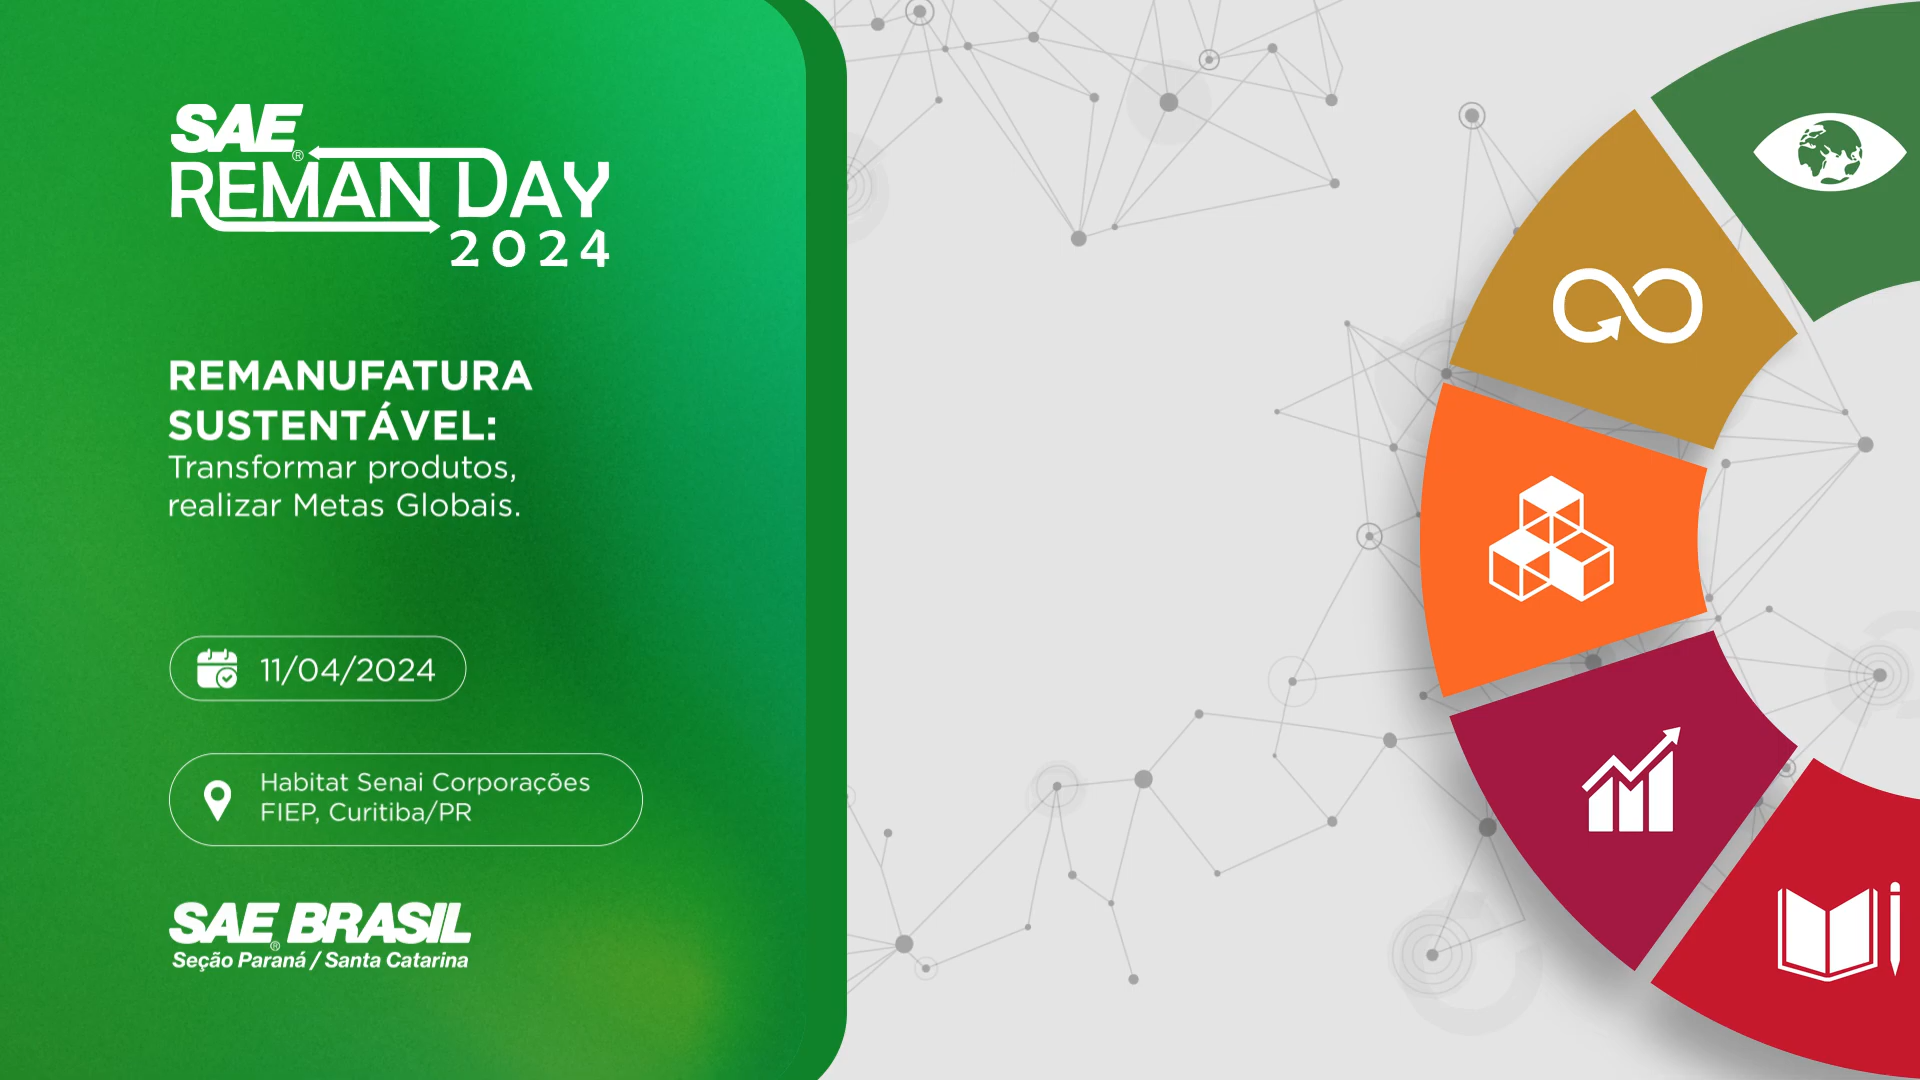 SAE®
REMAN DAY
2024
REMANUFATURA
SUSTENTÁVEL:
Transformar produtos,
realizar Metas Globais.
11/04/2024
Habitat Senai Corporações
FIEP, Curitiba/PR
SAE® BRASIL
Seção Paraná / Santa Catarina